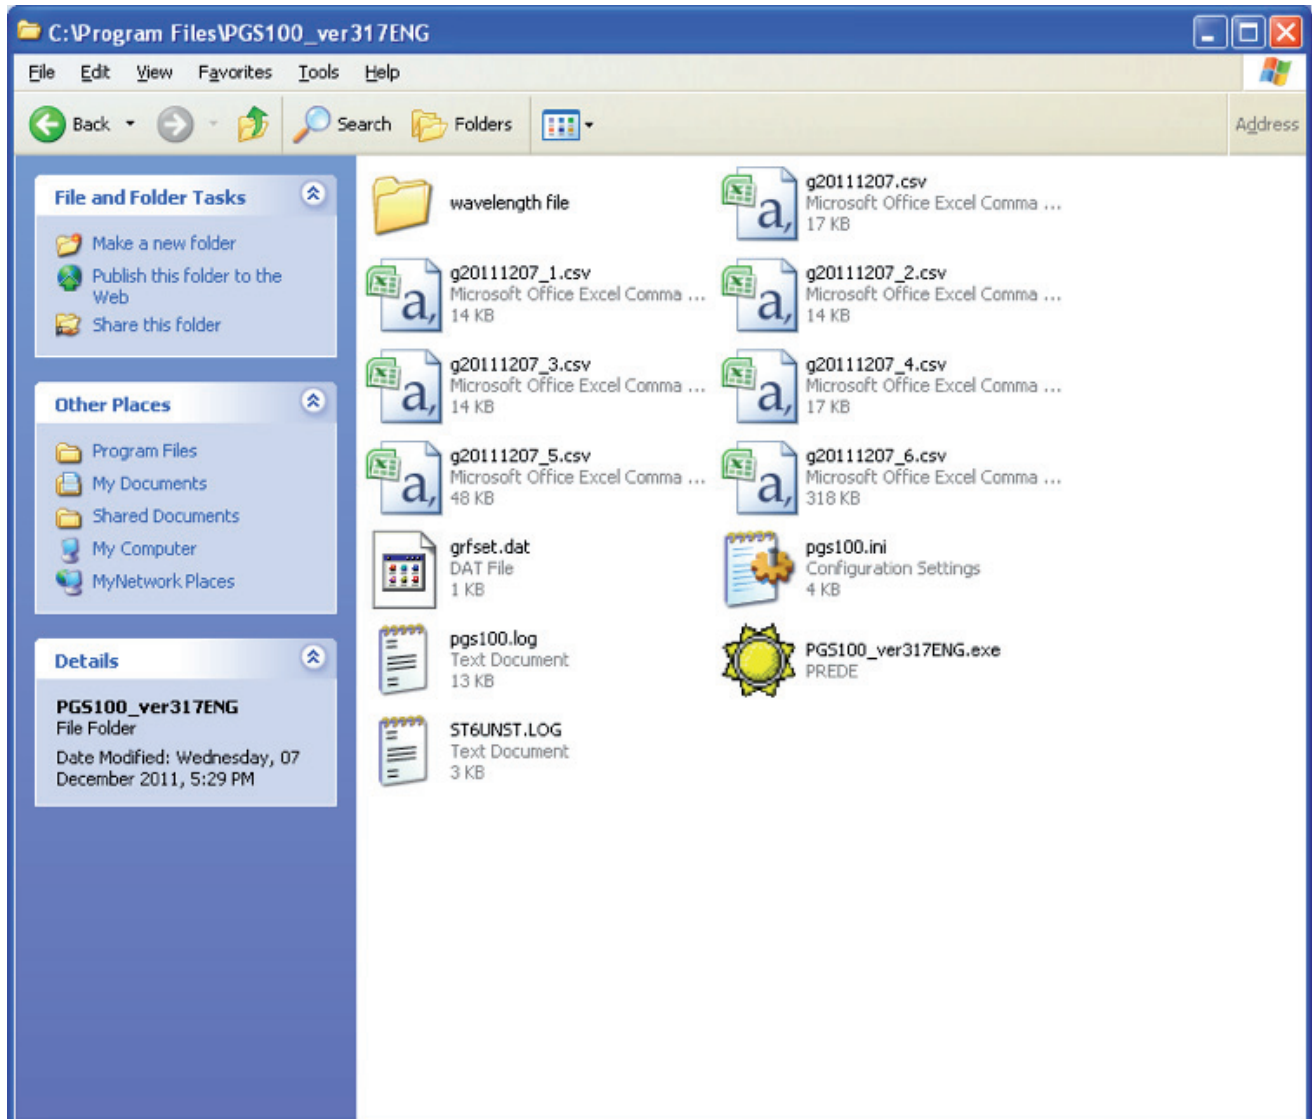 C:\Program Files\PGS100_ver317ENG
File Edit View Favorites Tools Help
Back Search Folders Address
File and Folder Tasks
Make a new folder
Publish this folder to the
Web
Share this folder
Other Places
Program Files
My Documents
Shared Documents
My Computer
MyNetwork Places
Details
PGS100_ver317ENG
File Folder
Date Modified: Wednesday, 07
December 2011, 5:29 PM
wavelength file
g20111207.csv
Microsoft Office Excel Comma ...
17 KB
g20111207_1.csv
Microsoft Office Excel Comma ...
14 KB
g20111207_2.csv
Microsoft Office Excel Comma ...
14 KB
g20111207_3.csv
Microsoft Office Excel Comma ...
14 KB
g20111207_4.csv
Microsoft Office Excel Comma ...
17 KB
g20111207_5.csv
Microsoft Office Excel Comma ...
48 KB
g20111207_6.csv
Microsoft Office Excel Comma ...
318 KB
grfset.dat
DAT File
1 KB
pgs100.ini
Configuration Settings
4 KB
pgs100.log
Text Document
13 KB
PGS100_ver317ENG.exe
PREDE
ST6UNST.LOG
Text Document
3 KB